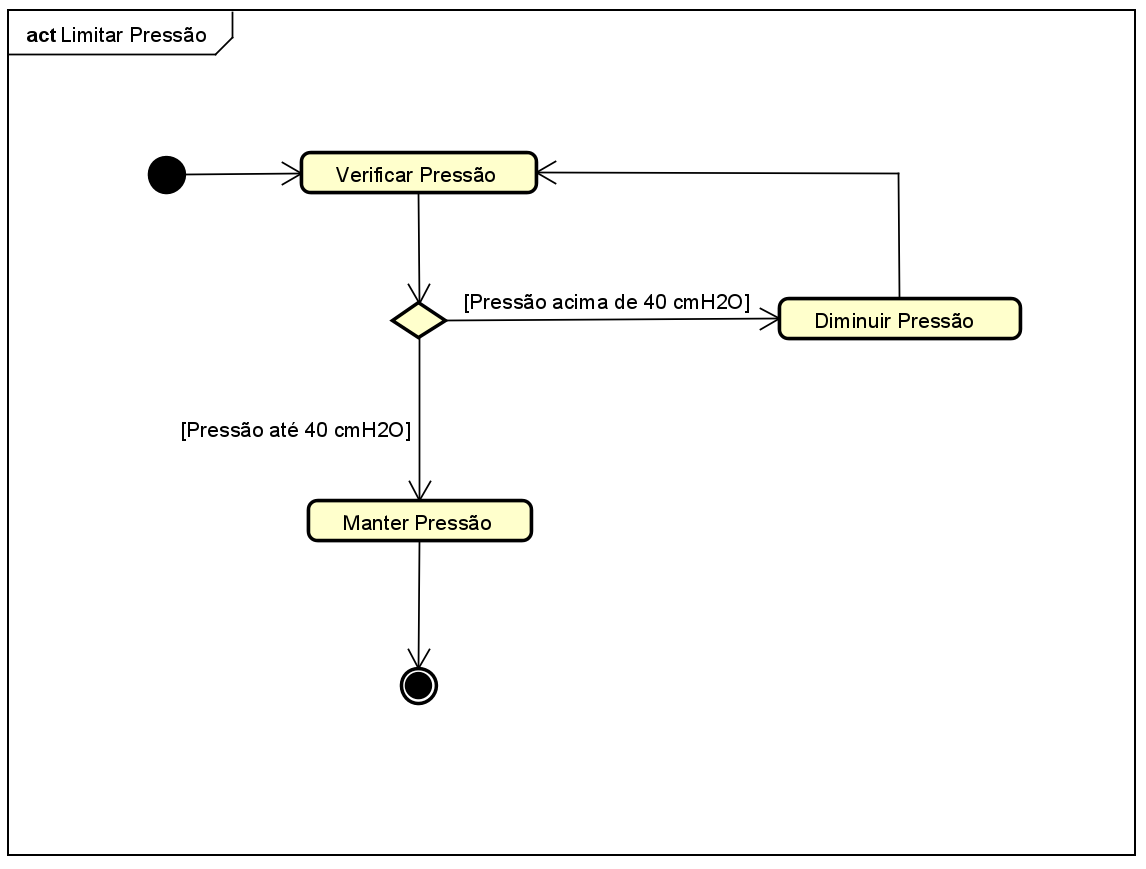 act Limitar Pressão
Verificar Pressão
[Pressão acima de 40 cmH2O]
Diminuir Pressão
[Pressão até 40 cmH2O]
Manter Pressão